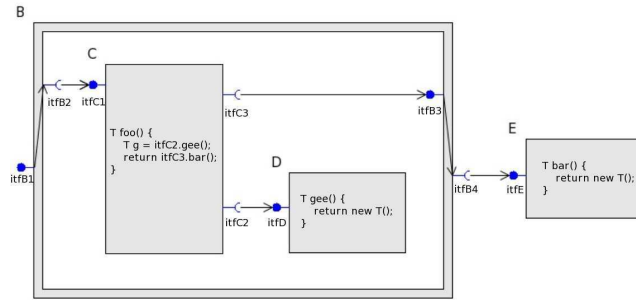 B
C
itfB2
itfC1
itfC3
itfB3
T foo() {
T g = itfC2.gee();
return itfC3.bar();
}
E
itfB1
itfB4
itfE
T bar() {
return new T();
}
D
itfC2
itfD
T gee() {
return new T();
}